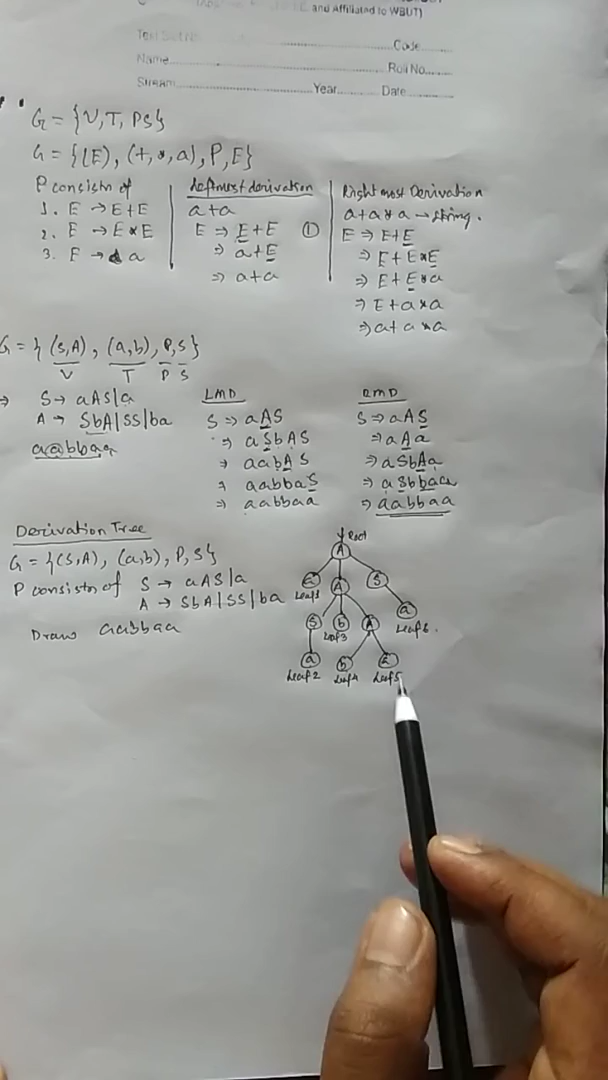 and Affiliated to WBUT)
Code
Name
Roll No.
Stream
Year
Date
G = {V, T, P S}
G = {(E), (+, *, a), P, E}
P consists of
1. E → E+E
2. E → E * E
3. E → a
Leftmost derivation
a+a
E ⇒ E+E
⇒ a+E
⇒ a+a
①
Right most Derivation
a+a*a → string.
E ⇒ E+E
⇒ E+E*E
⇒ E+E*a
⇒ E+a*a
⇒ a+a*a
G = {(S,A), (a,b), P, S}
V T P S
⇒ S → aAS|a
A → SbA|SS|ba
aabbaa
LMD
S ⇒ aAS
⇒ aSbAS
⇒ aabAS
⇒ aabbaS
⇒ aabbaa
RMD
S ⇒ aAS
⇒ aAa
⇒ aSbAa
⇒ aSbbaa
⇒ aabbaa
Derivation Tree
G = {(S,A), (a,b), P, S}
P consists of S → aAS|a
A → SbA|SS|ba
Draw aabbaa
Root
A
a A S
Leaf1
S b A a
Leaf3 Leaf6.
a b a
Leaf2 Leaf4 Leaf5